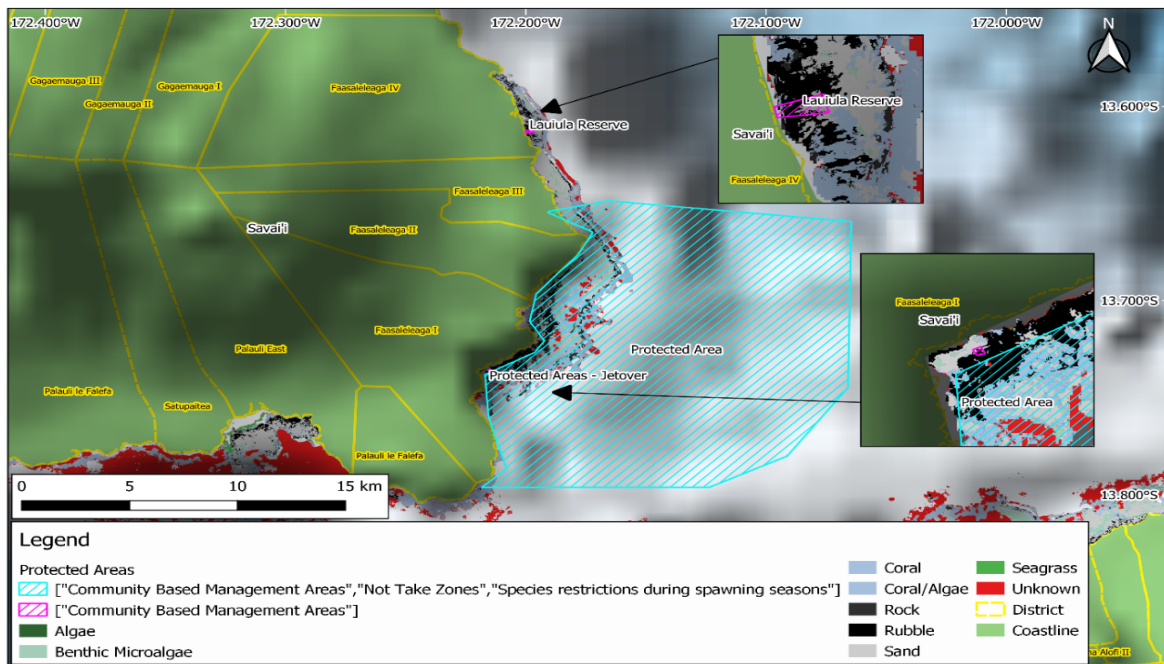 172.400°W
172.300°W
172.200°W
172.100°W
172.000°W
N
Gagaemauga III
Gagaemauga II
Gagaemauga I
Faasaleleaga IV
Lauiula Reserve
Lauiula Reserve
Savai'i
Faasaleleaga IV
13.600°S
Faasaleleaga III
Savai'i
Faasaleleaga II
Faasaleleaga I
Palauli East
Palauli le Falefa
Satupaitea
Palauli le Falefa
Protected Area
Protected Areas - Jetover
Faasaleleaga I
Savai'i
Protected Area
13.700°S
13.800°S
0 5 10 15 km
Legend
Protected Areas
["Community Based Management Areas","Not Take Zones","Species restrictions during spawning seasons"]
["Community Based Management Areas"]
Algae
Benthic Microalgae
Coral
Coral/Algae
Rock
Rubble
Sand
Seagrass
Unknown
District
Coastline
Alofi II